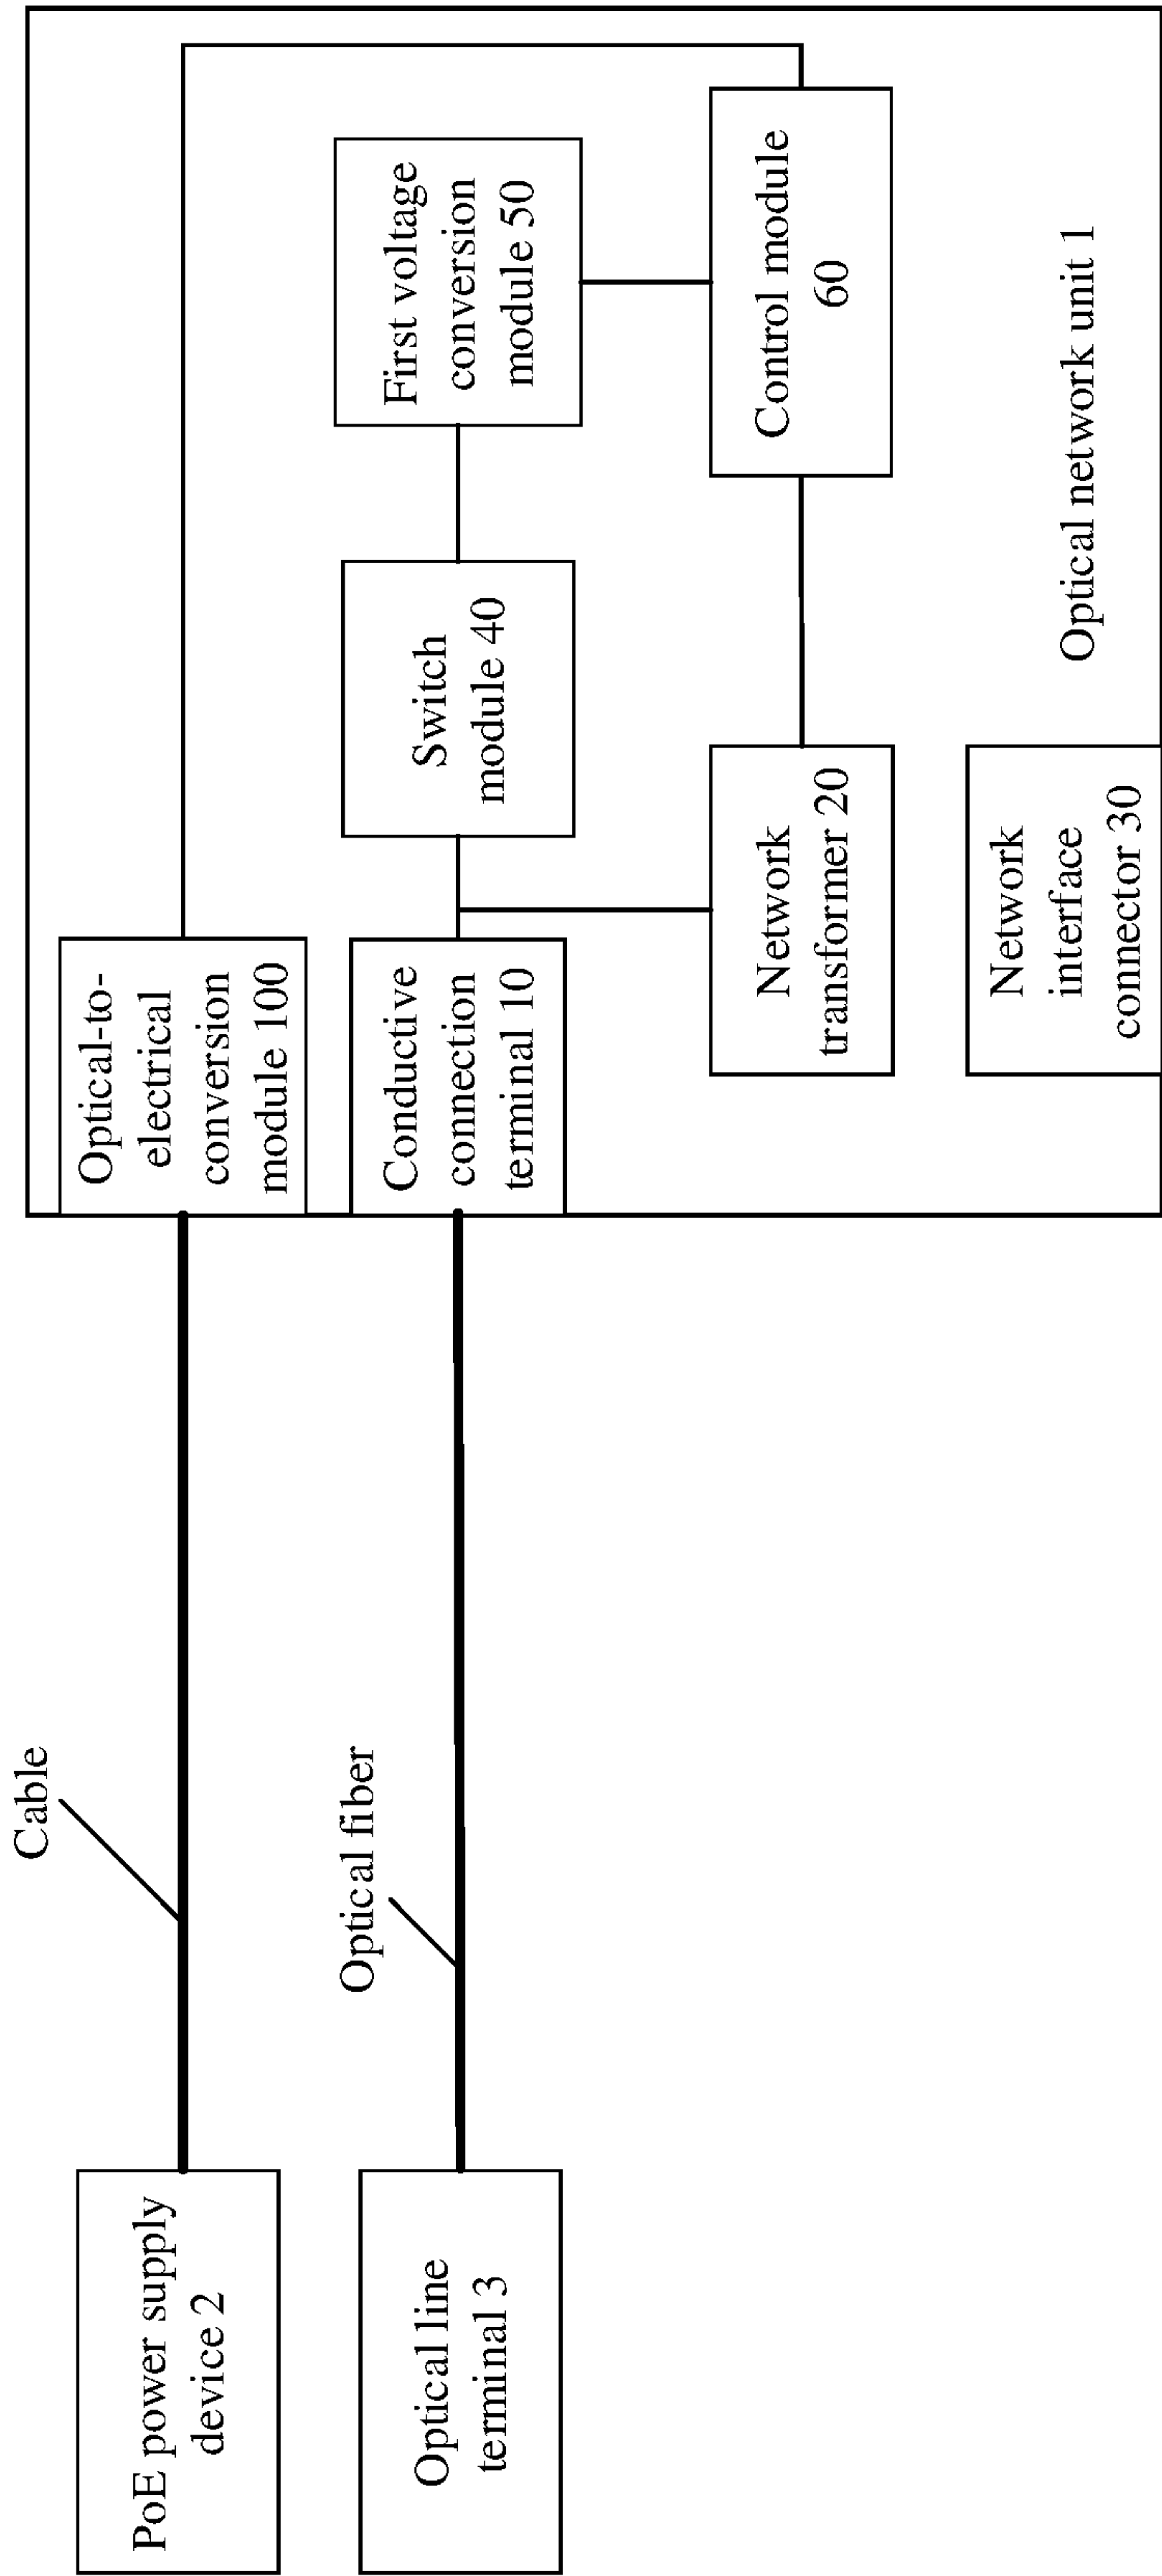 PoE power supply
device 2
Cable
Optical-to-
electrical
conversion
module 100
Optical line
terminal 3
Optical fiber
Conductive
connection
terminal 10
Switch
module 40
First voltage
conversion
module 50
Network
transformer 20
Control module
60
Network
interface
connector 30
Optical network unit 1